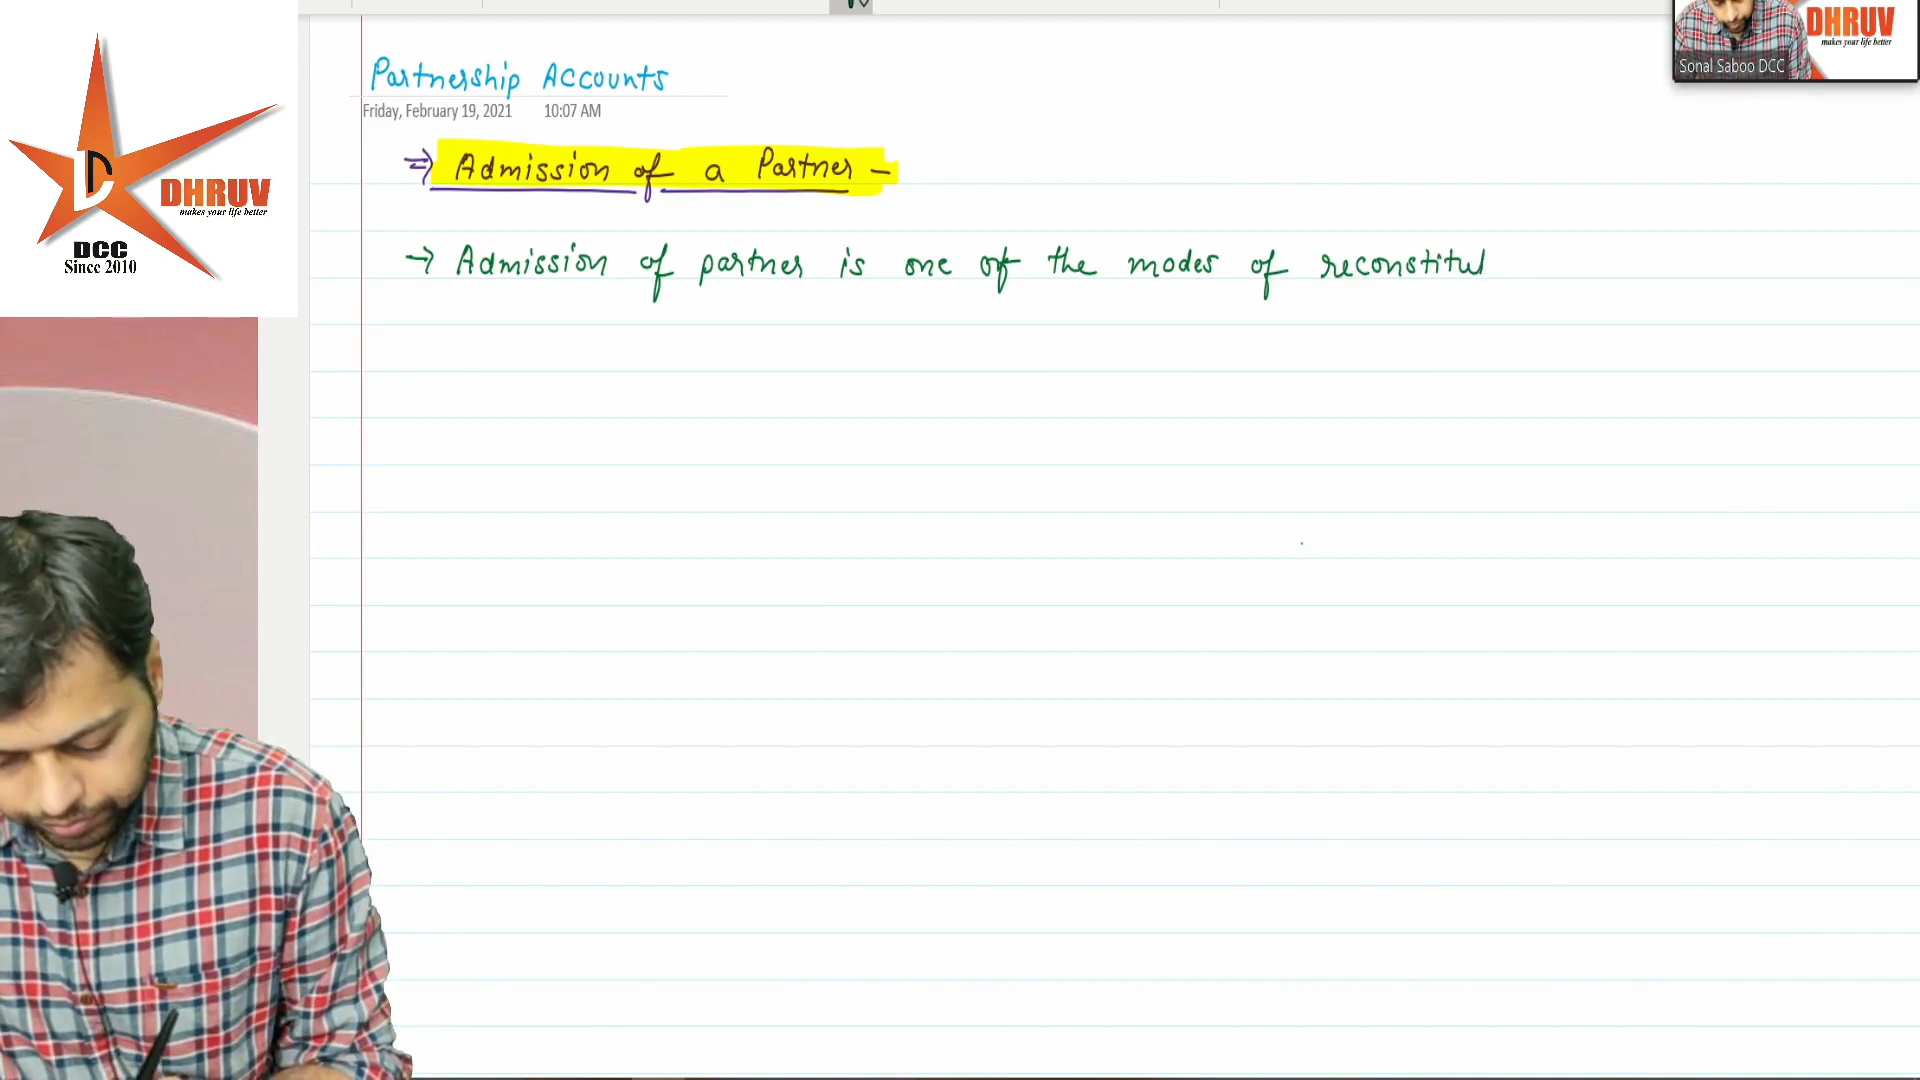 Partnership Accounts
Friday, February 19, 2021 10:07 AM
⇒ Admission of a Partner –
→ Admission of partner is one of the modes of reconstitut
DHRUV
makes your life better
DCC
Since 2010
DHRUV
makes your life better
Sonal Saboo DCC